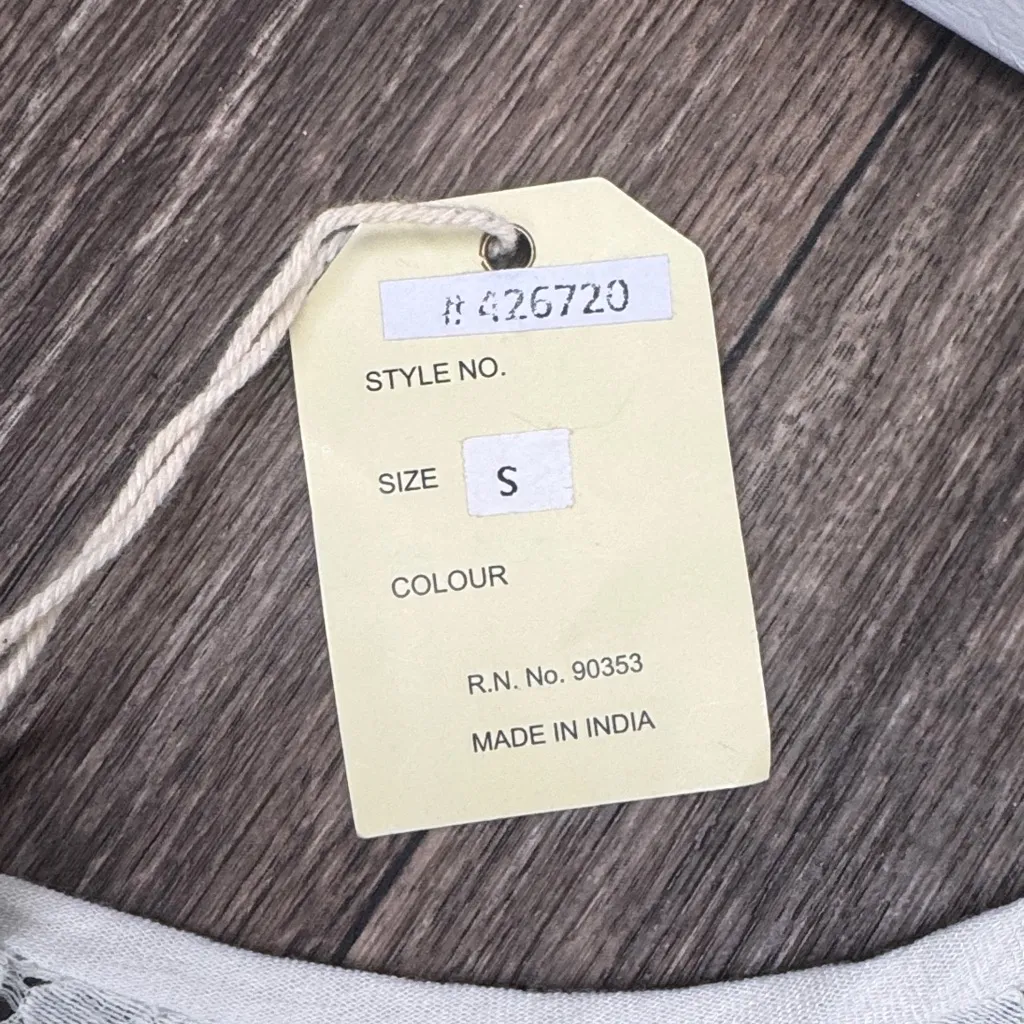 #426720
STYLE NO.
SIZE S
COLOUR
R.N. No. 90353
MADE IN INDIA